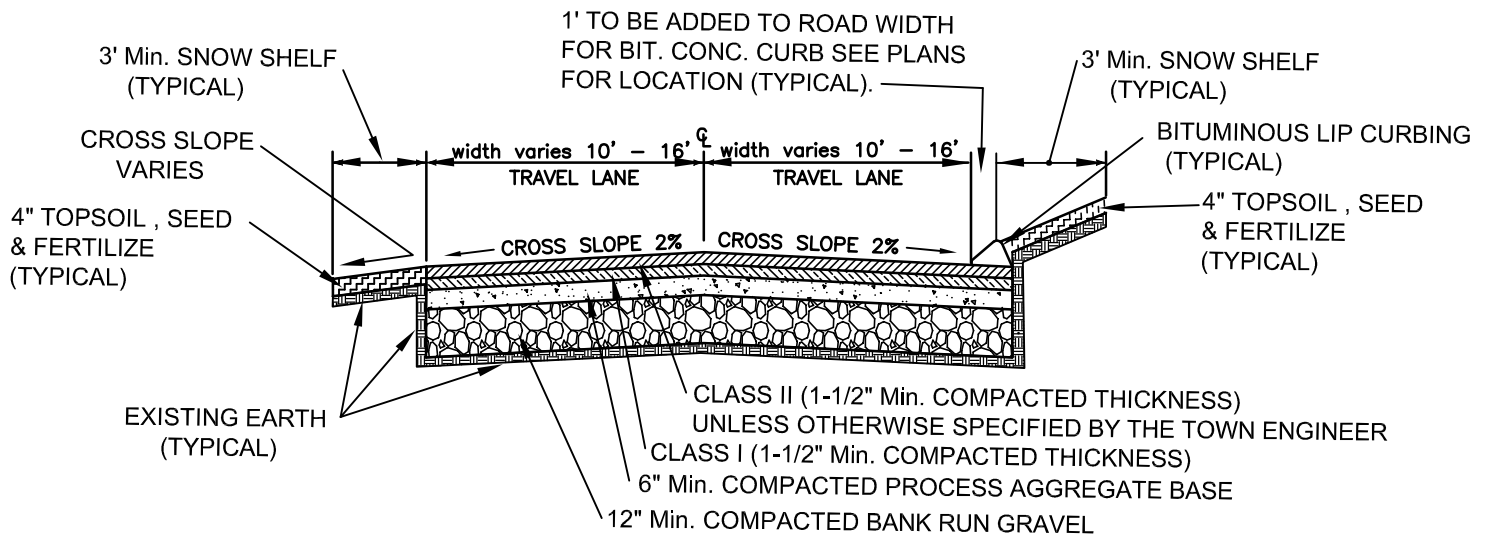 1' TO BE ADDED TO ROAD WIDTH
FOR BIT. CONC. CURB SEE PLANS
FOR LOCATION (TYPICAL).
3' Min. SNOW SHELF
(TYPICAL)
3' Min. SNOW SHELF
(TYPICAL)
CROSS SLOPE
VARIES
BITUMINOUS LIP CURBING
(TYPICAL)
℄
width varies 10' - 16'
width varies 10' - 16'
TRAVEL LANE
TRAVEL LANE
4" TOPSOIL , SEED
& FERTILIZE
(TYPICAL)
4" TOPSOIL , SEED
& FERTILIZE
(TYPICAL)
CROSS SLOPE 2%
CROSS SLOPE 2%
EXISTING EARTH
(TYPICAL)
CLASS II (1-1/2" Min. COMPACTED THICKNESS)
UNLESS OTHERWISE SPECIFIED BY THE TOWN ENGINEER
CLASS I (1-1/2" Min. COMPACTED THICKNESS)
6" Min. COMPACTED PROCESS AGGREGATE BASE
12" Min. COMPACTED BANK RUN GRAVEL